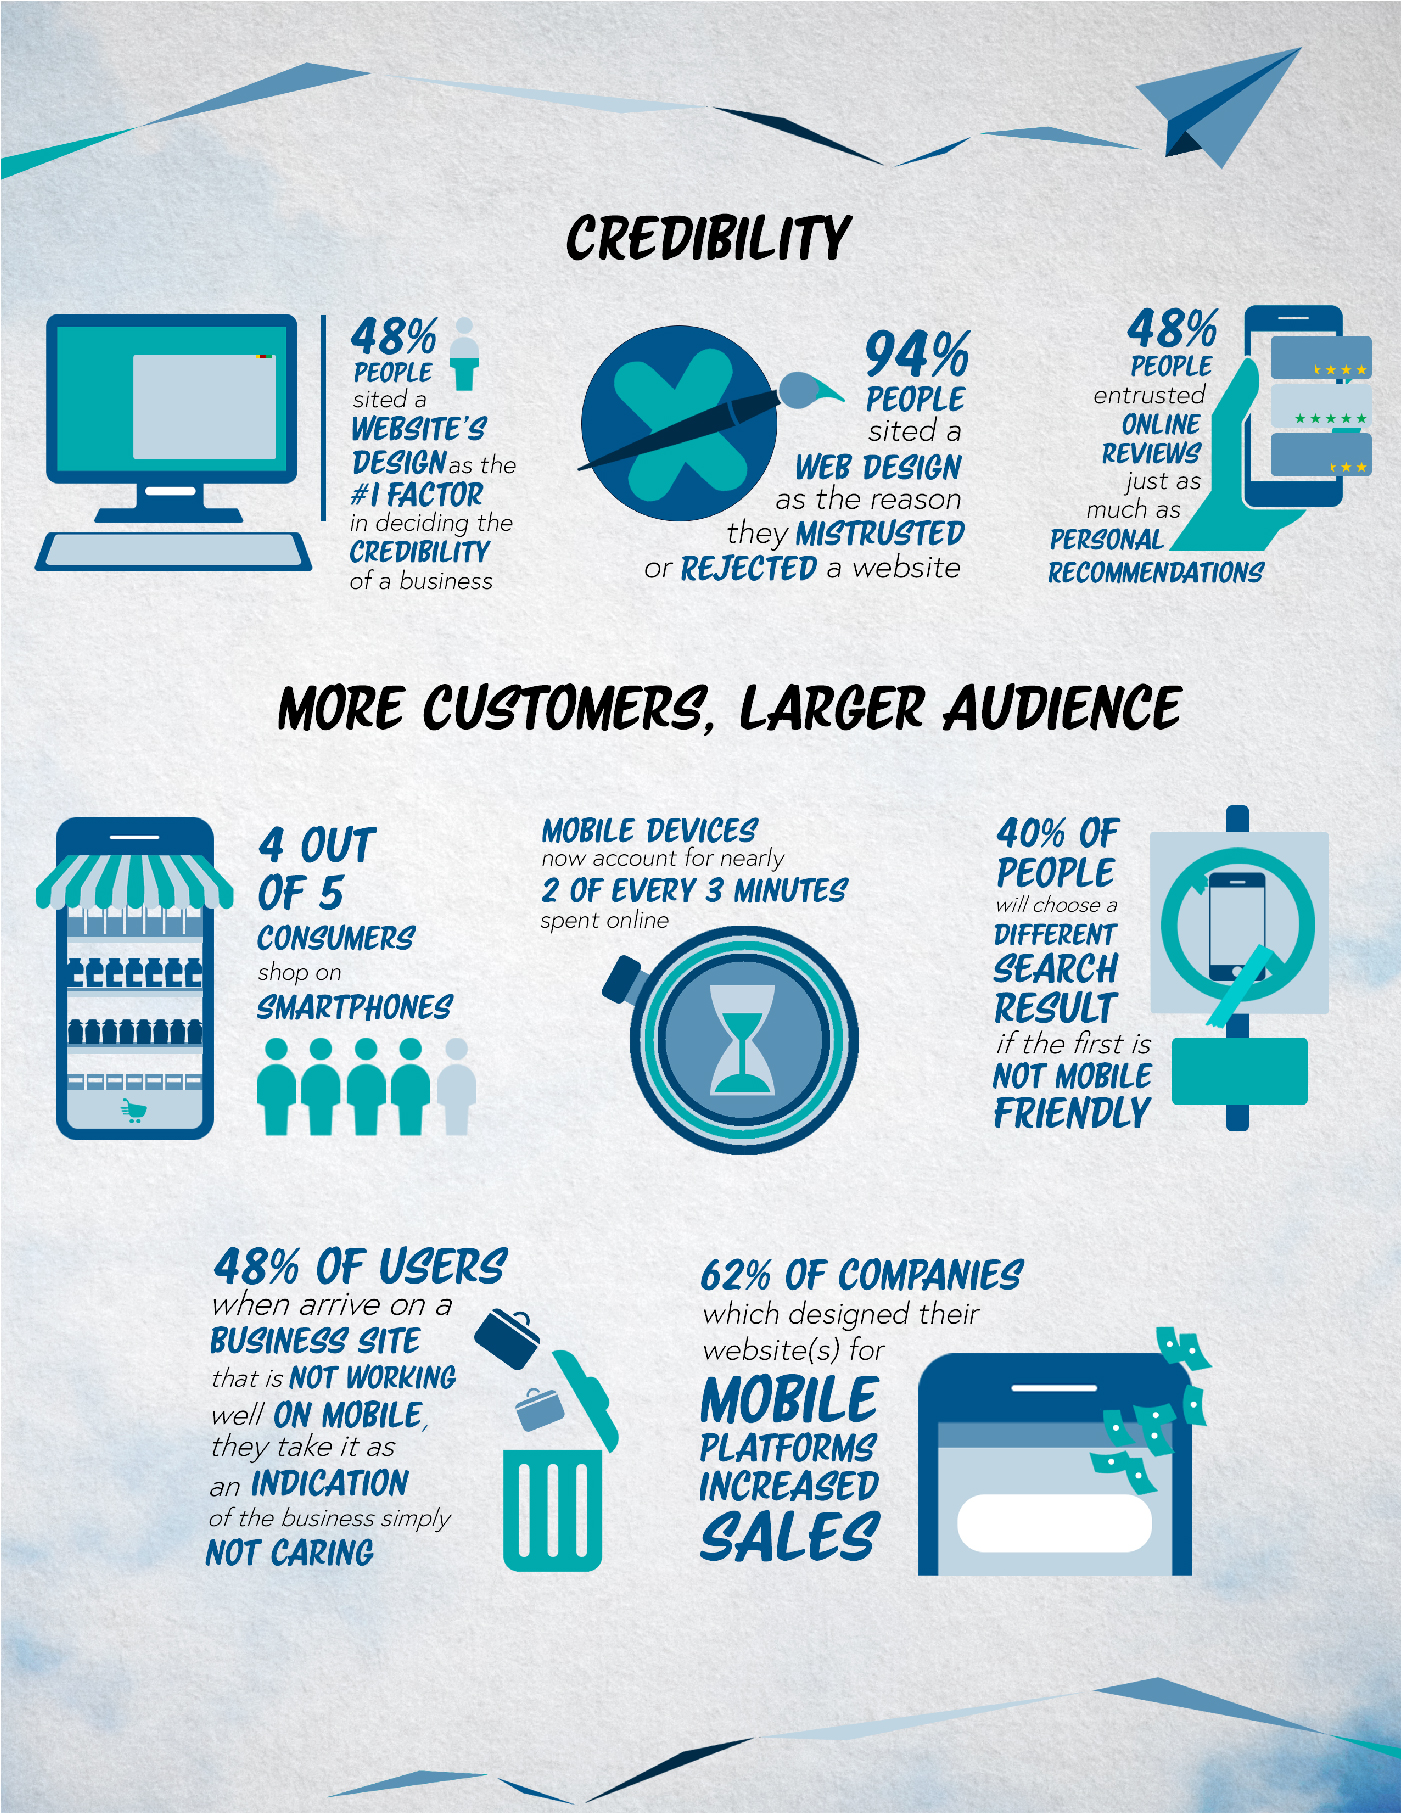 CREDIBILITY
48%
PEOPLE
sited a
WEBSITE'S
DESIGN as the
#1 FACTOR
in deciding the
CREDIBILITY
of a business
94%
PEOPLE
sited a
WEB DESIGN
as the reason
they MISTRUSTED
or REJECTED a website
48%
PEOPLE
entrusted
ONLINE
REVIEWS
just as
much as
PERSONAL
RECOMMENDATIONS
MORE CUSTOMERS, LARGER AUDIENCE
4 OUT
OF 5
CONSUMERS
shop on
SMARTPHONES
MOBILE DEVICES
now account for nearly
2 OF EVERY 3 MINUTES
spent online
40% OF
PEOPLE
will choose a
DIFFERENT
SEARCH
RESULT
if the first is
NOT MOBILE
FRIENDLY
48% OF USERS
when arrive on a
BUSINESS SITE
that is NOT WORKING
well ON MOBILE,
they take it as
an INDICATION
of the business simply
NOT CARING
62% OF COMPANIES
which designed their
website(s) for
MOBILE
PLATFORMS
INCREASED
SALES